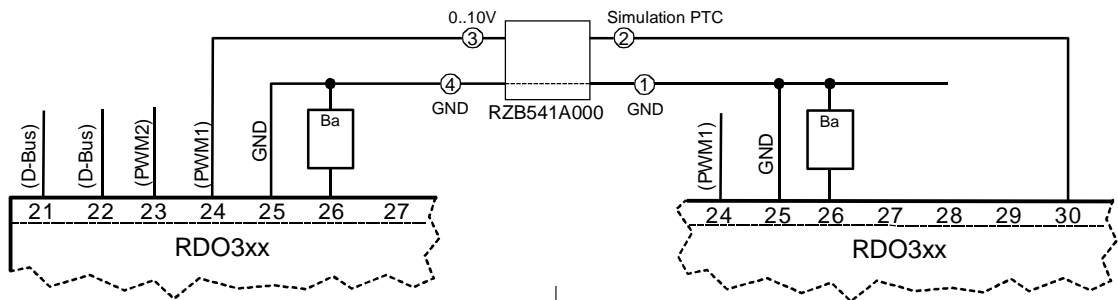 0..10V
Simulation PTC
3
2
4
1
GND
GND
RZB541A000
(D-Bus)
(D-Bus)
(PWM2)
(PWM1)
GND
Ba
(PWM1)
GND
Ba
21 22 23 24 25 26 27
24 25 26 27 28 29 30
RDO3xx
RDO3xx